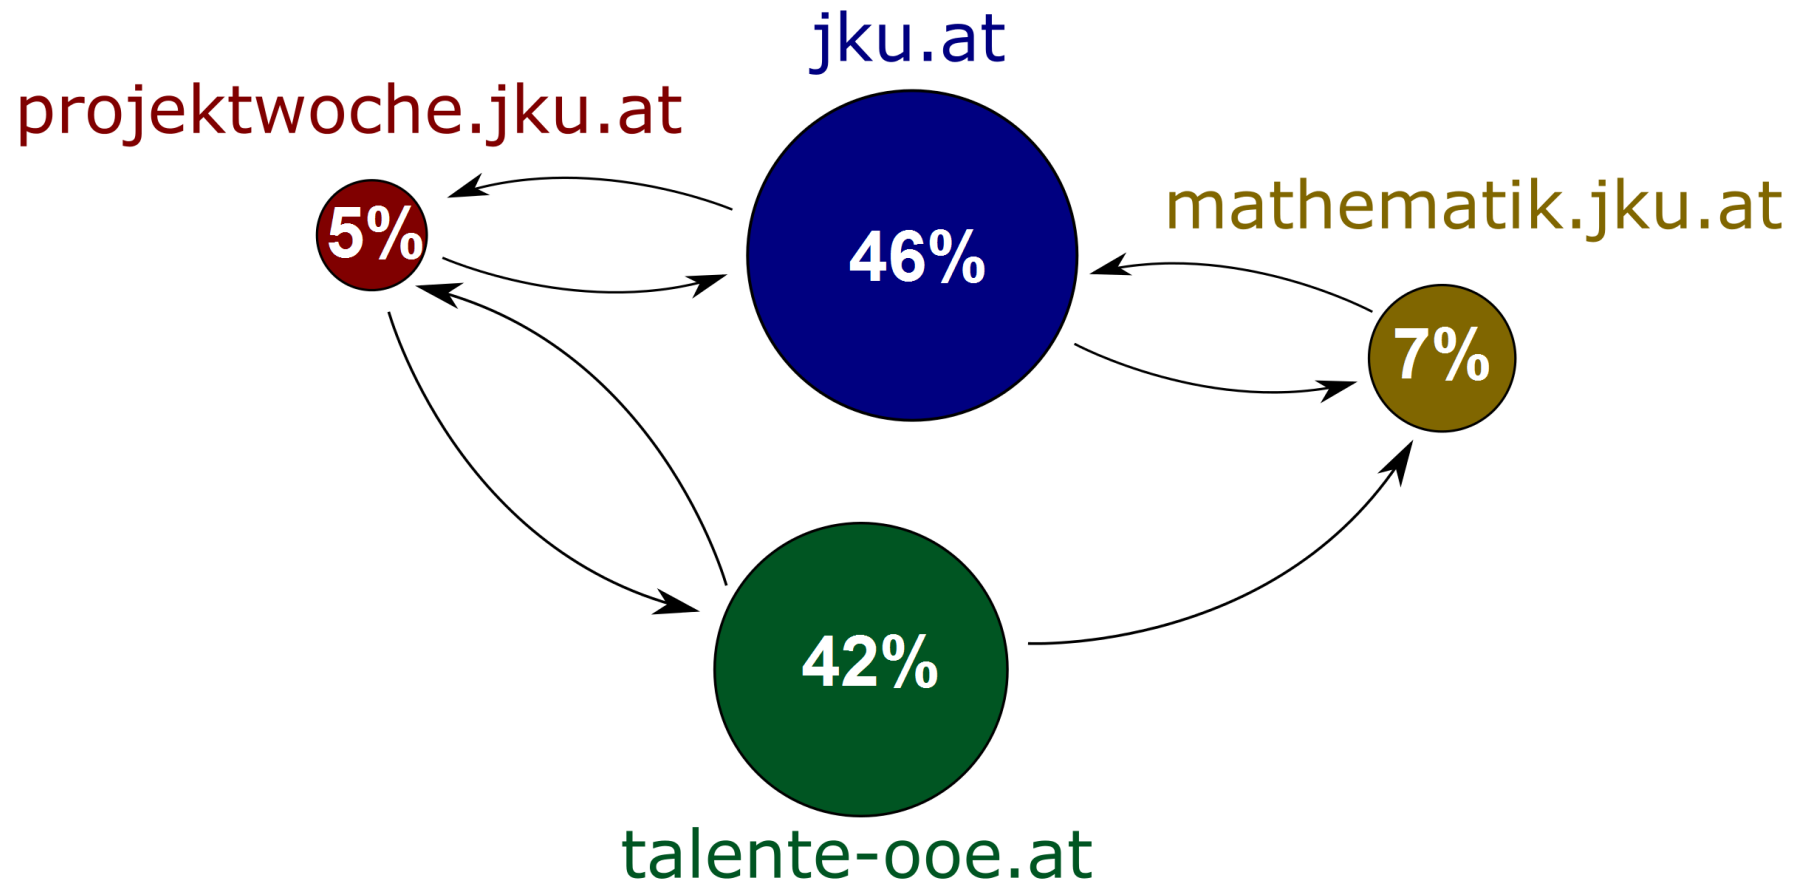 jku.at
projektwoche.jku.at
mathematik.jku.at
5%
46%
7%
42%
talente-ooe.at